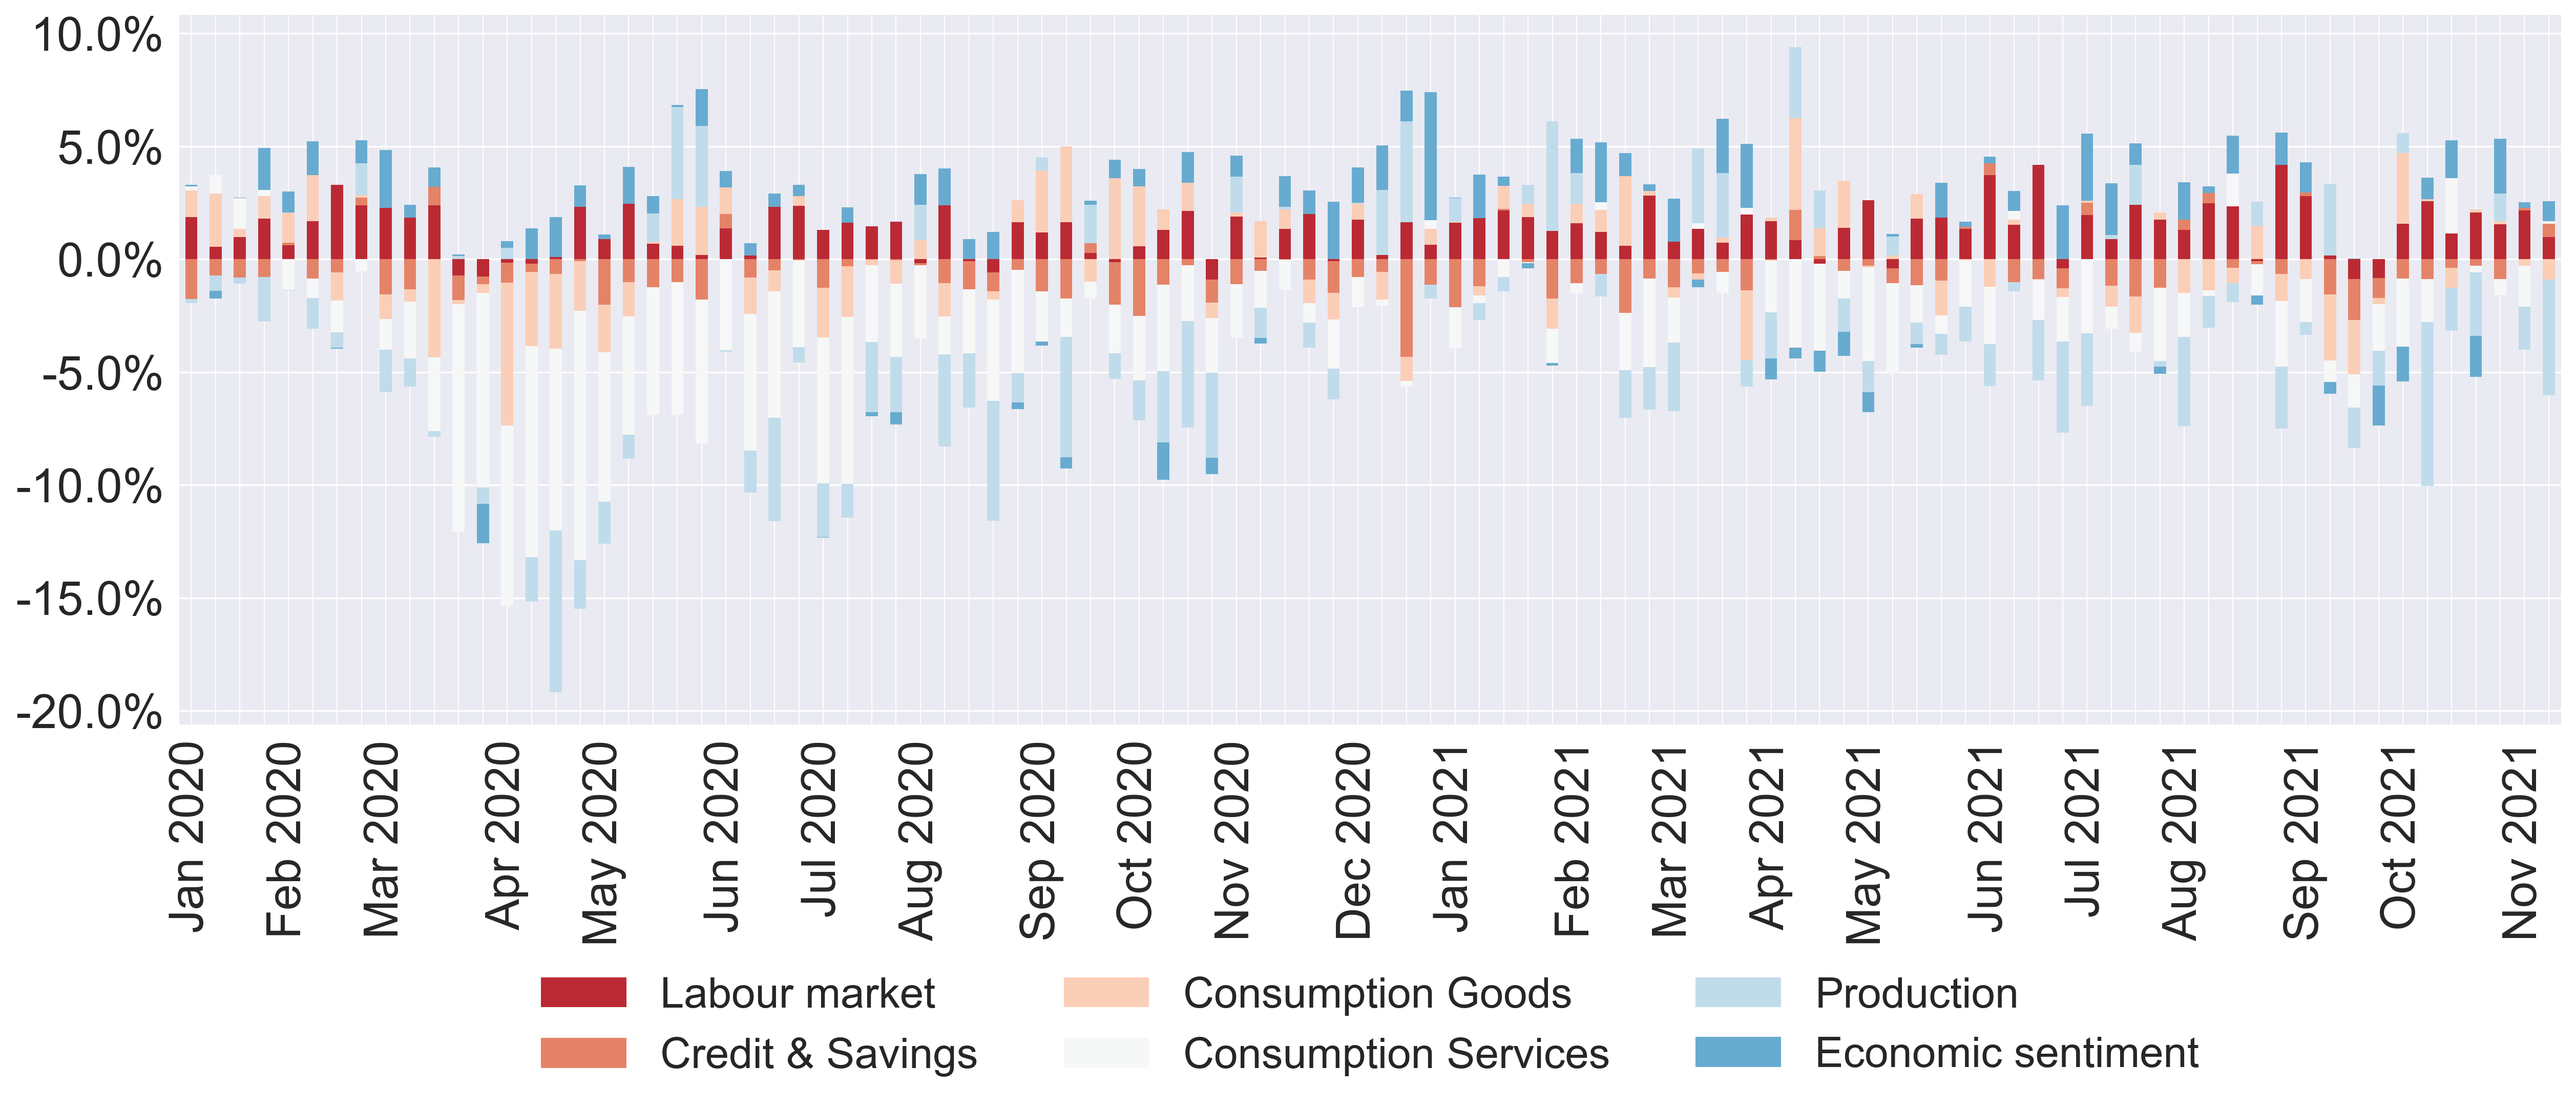 10.0%
5.0%
0.0%
-5.0%
-10.0%
-15.0%
-20.0%
Jan 2020
Feb 2020
Mar 2020
Apr 2020
May 2020
Jun 2020
Jul 2020
Aug 2020
Sep 2020
Oct 2020
Nov 2020
Dec 2020
Jan 2021
Feb 2021
Mar 2021
Apr 2021
May 2021
Jun 2021
Jul 2021
Aug 2021
Sep 2021
Oct 2021
Nov 2021
Labour market
Consumption Goods
Production
Credit & Savings
Consumption Services
Economic sentiment